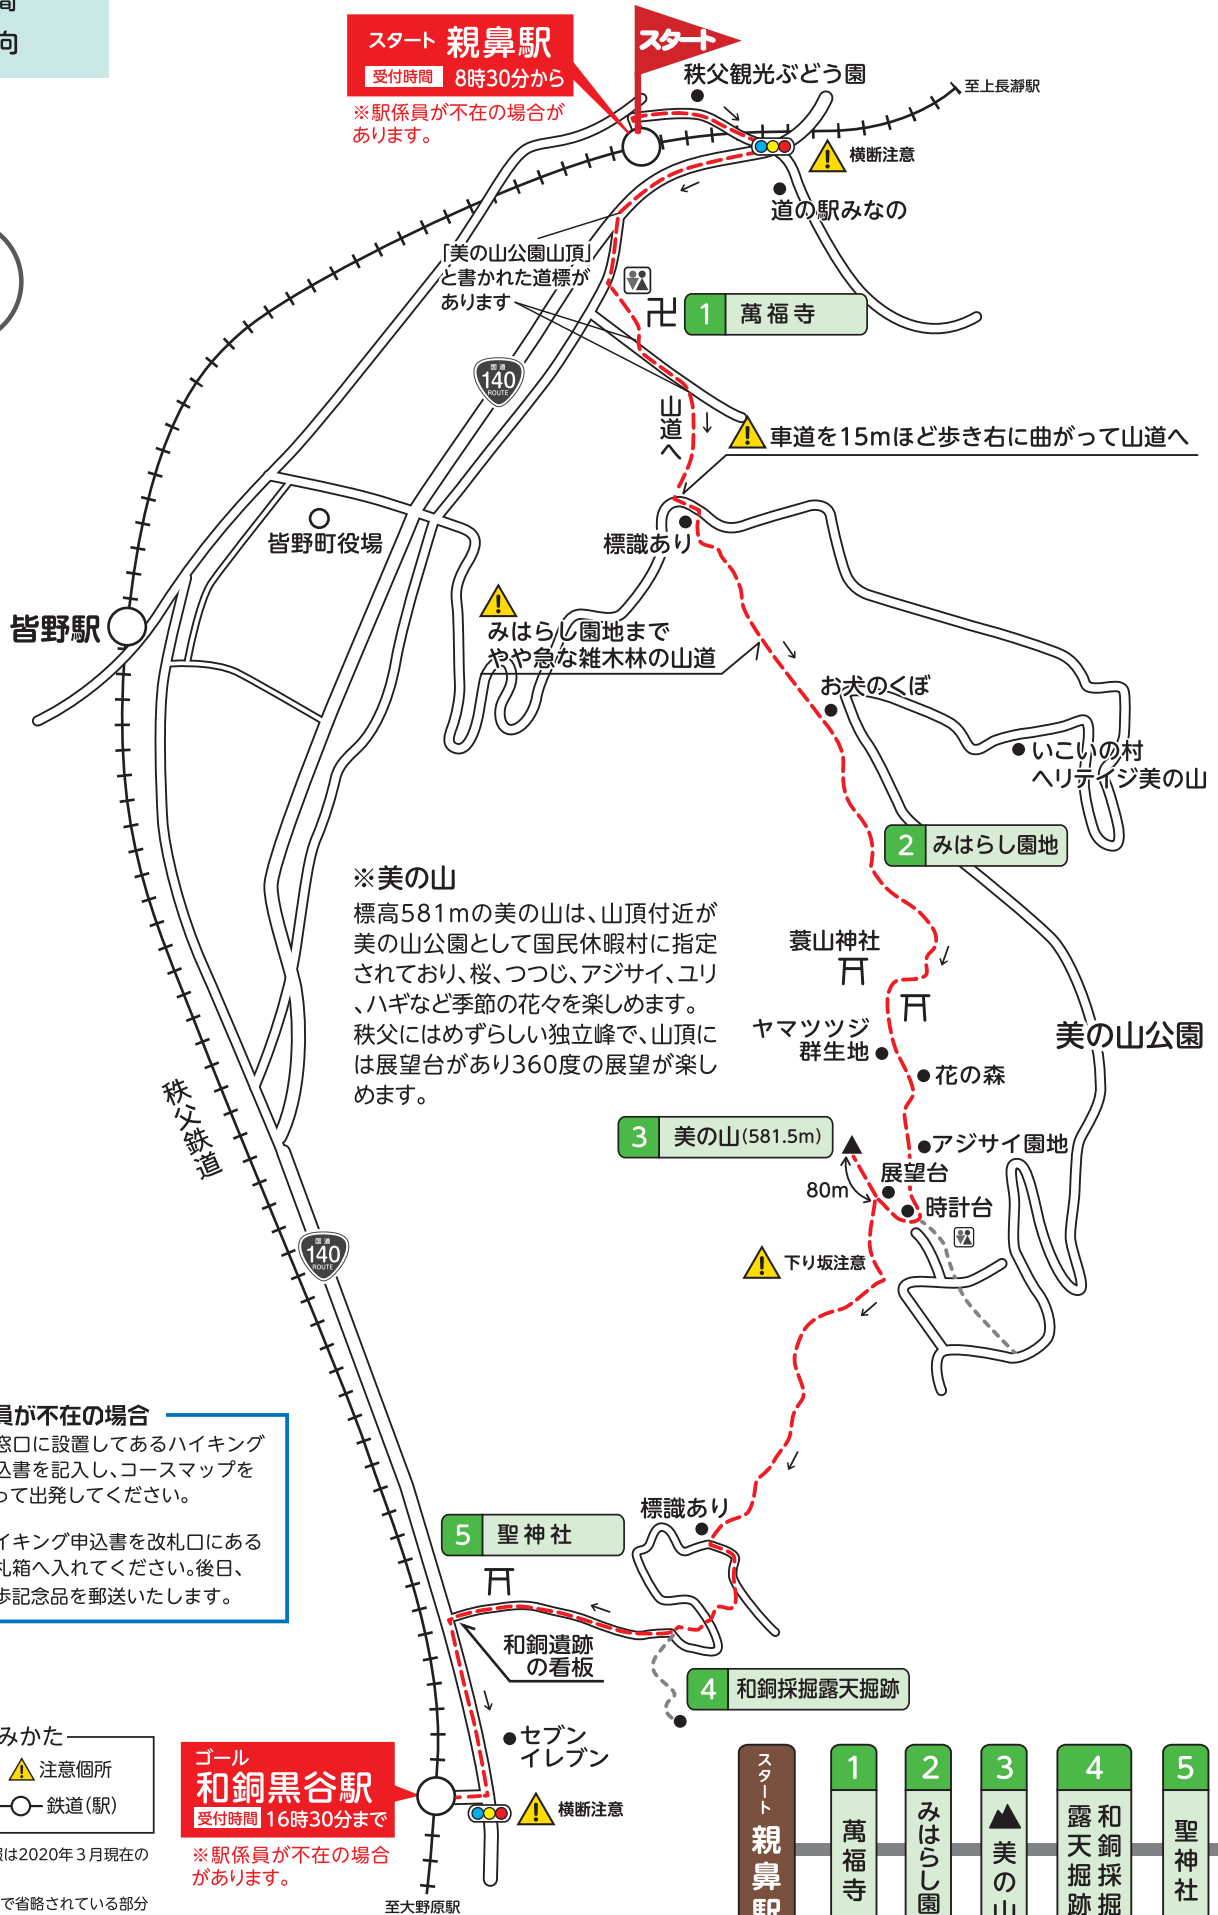 間
向
スタート 親鼻駅
受付時間 8時30分から
※駅係員が不在の場合が
あります。
スタート
秩父観光ぶどう園
至上長瀞駅
横断注意
道の駅みなの
「美の山公園山頂」
と書かれた道標が
あります
1 萬福寺
国道
140
ROUTE
山道へ
車道を15mほど歩き右に曲がって山道へ
皆野町役場
標識あり
皆野駅
みはらし園地まで
やや急な雑木林の山道
お犬のくぼ
いこいの村
ヘリテイジ美の山
2 みはらし園地
※美の山
標高581mの美の山は、山頂付近が
美の山公園として国民休暇村に指定
されており、桜、つつじ、アジサイ、ユリ
、ハギなど季節の花々を楽しめます。
秩父にはめずらしい独立峰で、山頂に
は展望台があり360度の展望が楽し
めます。
蓑山神社
ヤマツツジ
群生地
美の山公園
花の森
秩父鉄道
3 美の山(581.5m)
アジサイ園地
展望台
80m
時計台
国道
140
ROUTE
下り坂注意
員が不在の場合
窓口に設置してあるハイキング
込書を記入し、コースマップを
って出発してください。
イキング申込書を改札口にある
札箱へ入れてください。後日、
歩記念品を郵送いたします。
標識あり
5 聖神社
和銅遺跡
の看板
4 和銅採掘露天掘跡
セブン
イレブン
みかた
注意個所
鉄道(駅)
ゴール
和銅黒谷駅
受付時間 16時30分まで
※駅係員が不在の場合
があります。
横断注意
報は2020年3月現在の
で省略されている部分
至大野原駅
スタート 親鼻駅
1 萬福寺
2 みはらし園
3 美の山
4 和銅採掘
露天掘跡
5 聖神社